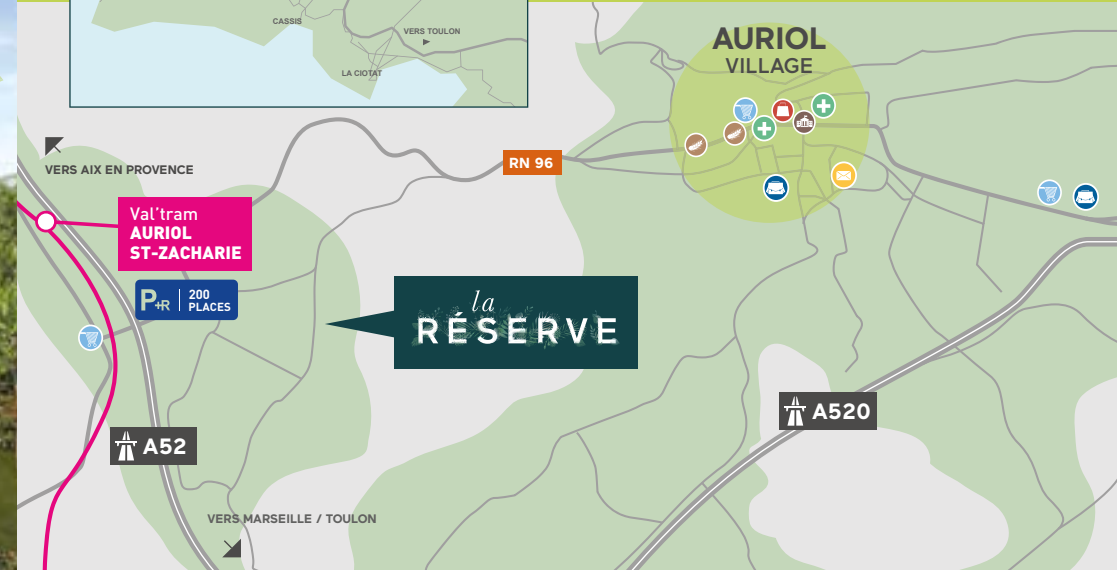 CASSIS
VERS TOULON
LA CIOTAT
AURIOL
VILLAGE
VERS AIX EN PROVENCE
RN 96
Val’tram
AURIOL
ST-ZACHARIE
P+R
200
PLACES
la
RÉSERVE
A520
A52
VERS MARSEILLE / TOULON